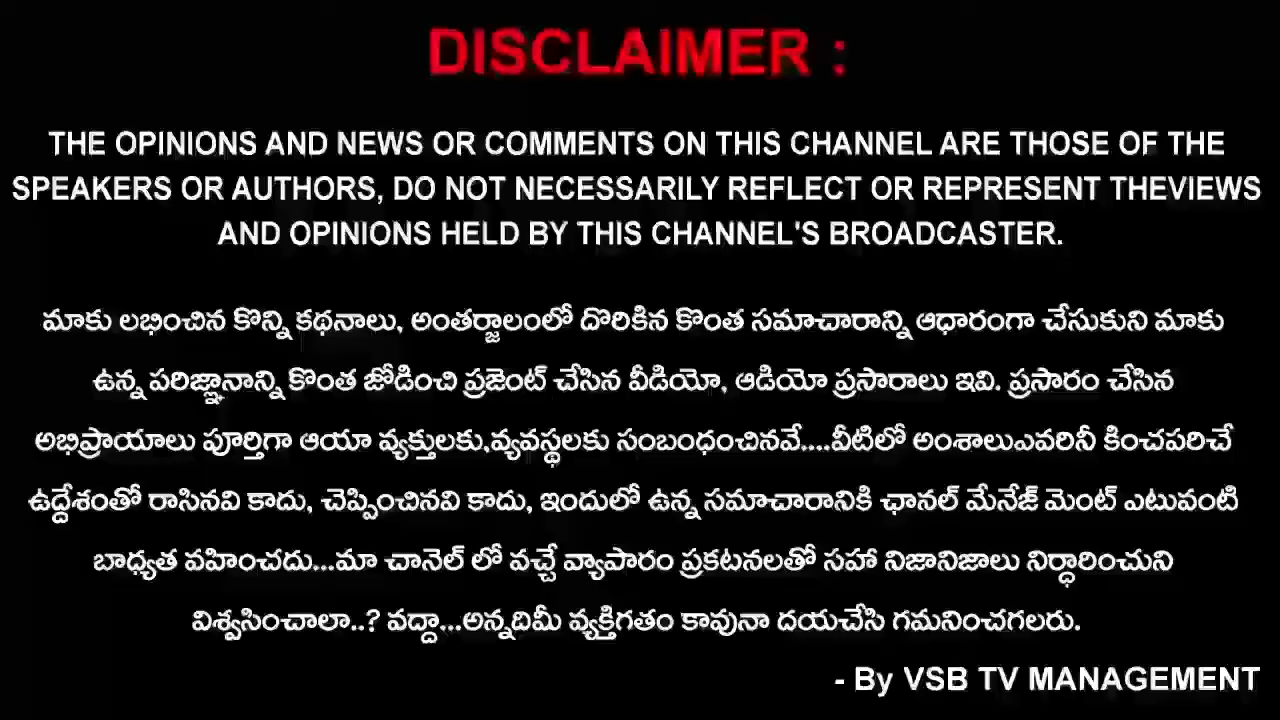 DISCLAIMER :
THE OPINIONS AND NEWS OR COMMENTS ON THIS CHANNEL ARE THOSE OF THE
SPEAKERS OR AUTHORS, DO NOT NECESSARILY REFLECT OR REPRESENT THEVIEWS
AND OPINIONS HELD BY THIS CHANNEL'S BROADCASTER.
మాకు లభించిన కొన్ని కథనాలు, అంతర్జాలంలో దొరికిన కొంత సమాచారాన్ని ఆధారంగా చేసుకుని మాకు
ఉన్న పరిజ్ఞానాన్ని కొంత జోడించి ప్రజెంట్ చేసిన వీడియో, ఆడియో ప్రసారాలు ఇవి. ప్రసారం చేసిన
అభిప్రాయాలు పూర్తిగా ఆయా వ్యక్తులకు,వ్యవస్థలకు సంబంధంచినవే....వీటిలో అంశాలుఎవరినీ కించపరిచే
ఉద్దేశంతో రాసినవి కాదు, చెప్పించినవి కాదు, ఇందులో ఉన్న సమాచారానికి ఛానల్ మేనేజ్ మెంట్ ఎటువంటి
బాధ్యత వహించదు...మా చానెల్ లో వచ్చే వ్యాపారం ప్రకటనలతో సహా నిజానిజాలు నిర్ధారించుని
విశ్వసించాలా..? వద్దా...అన్నదిమీ వ్యక్తిగతం కావునా దయచేసి గమనించగలరు.
- By VSB TV MANAGEMENT